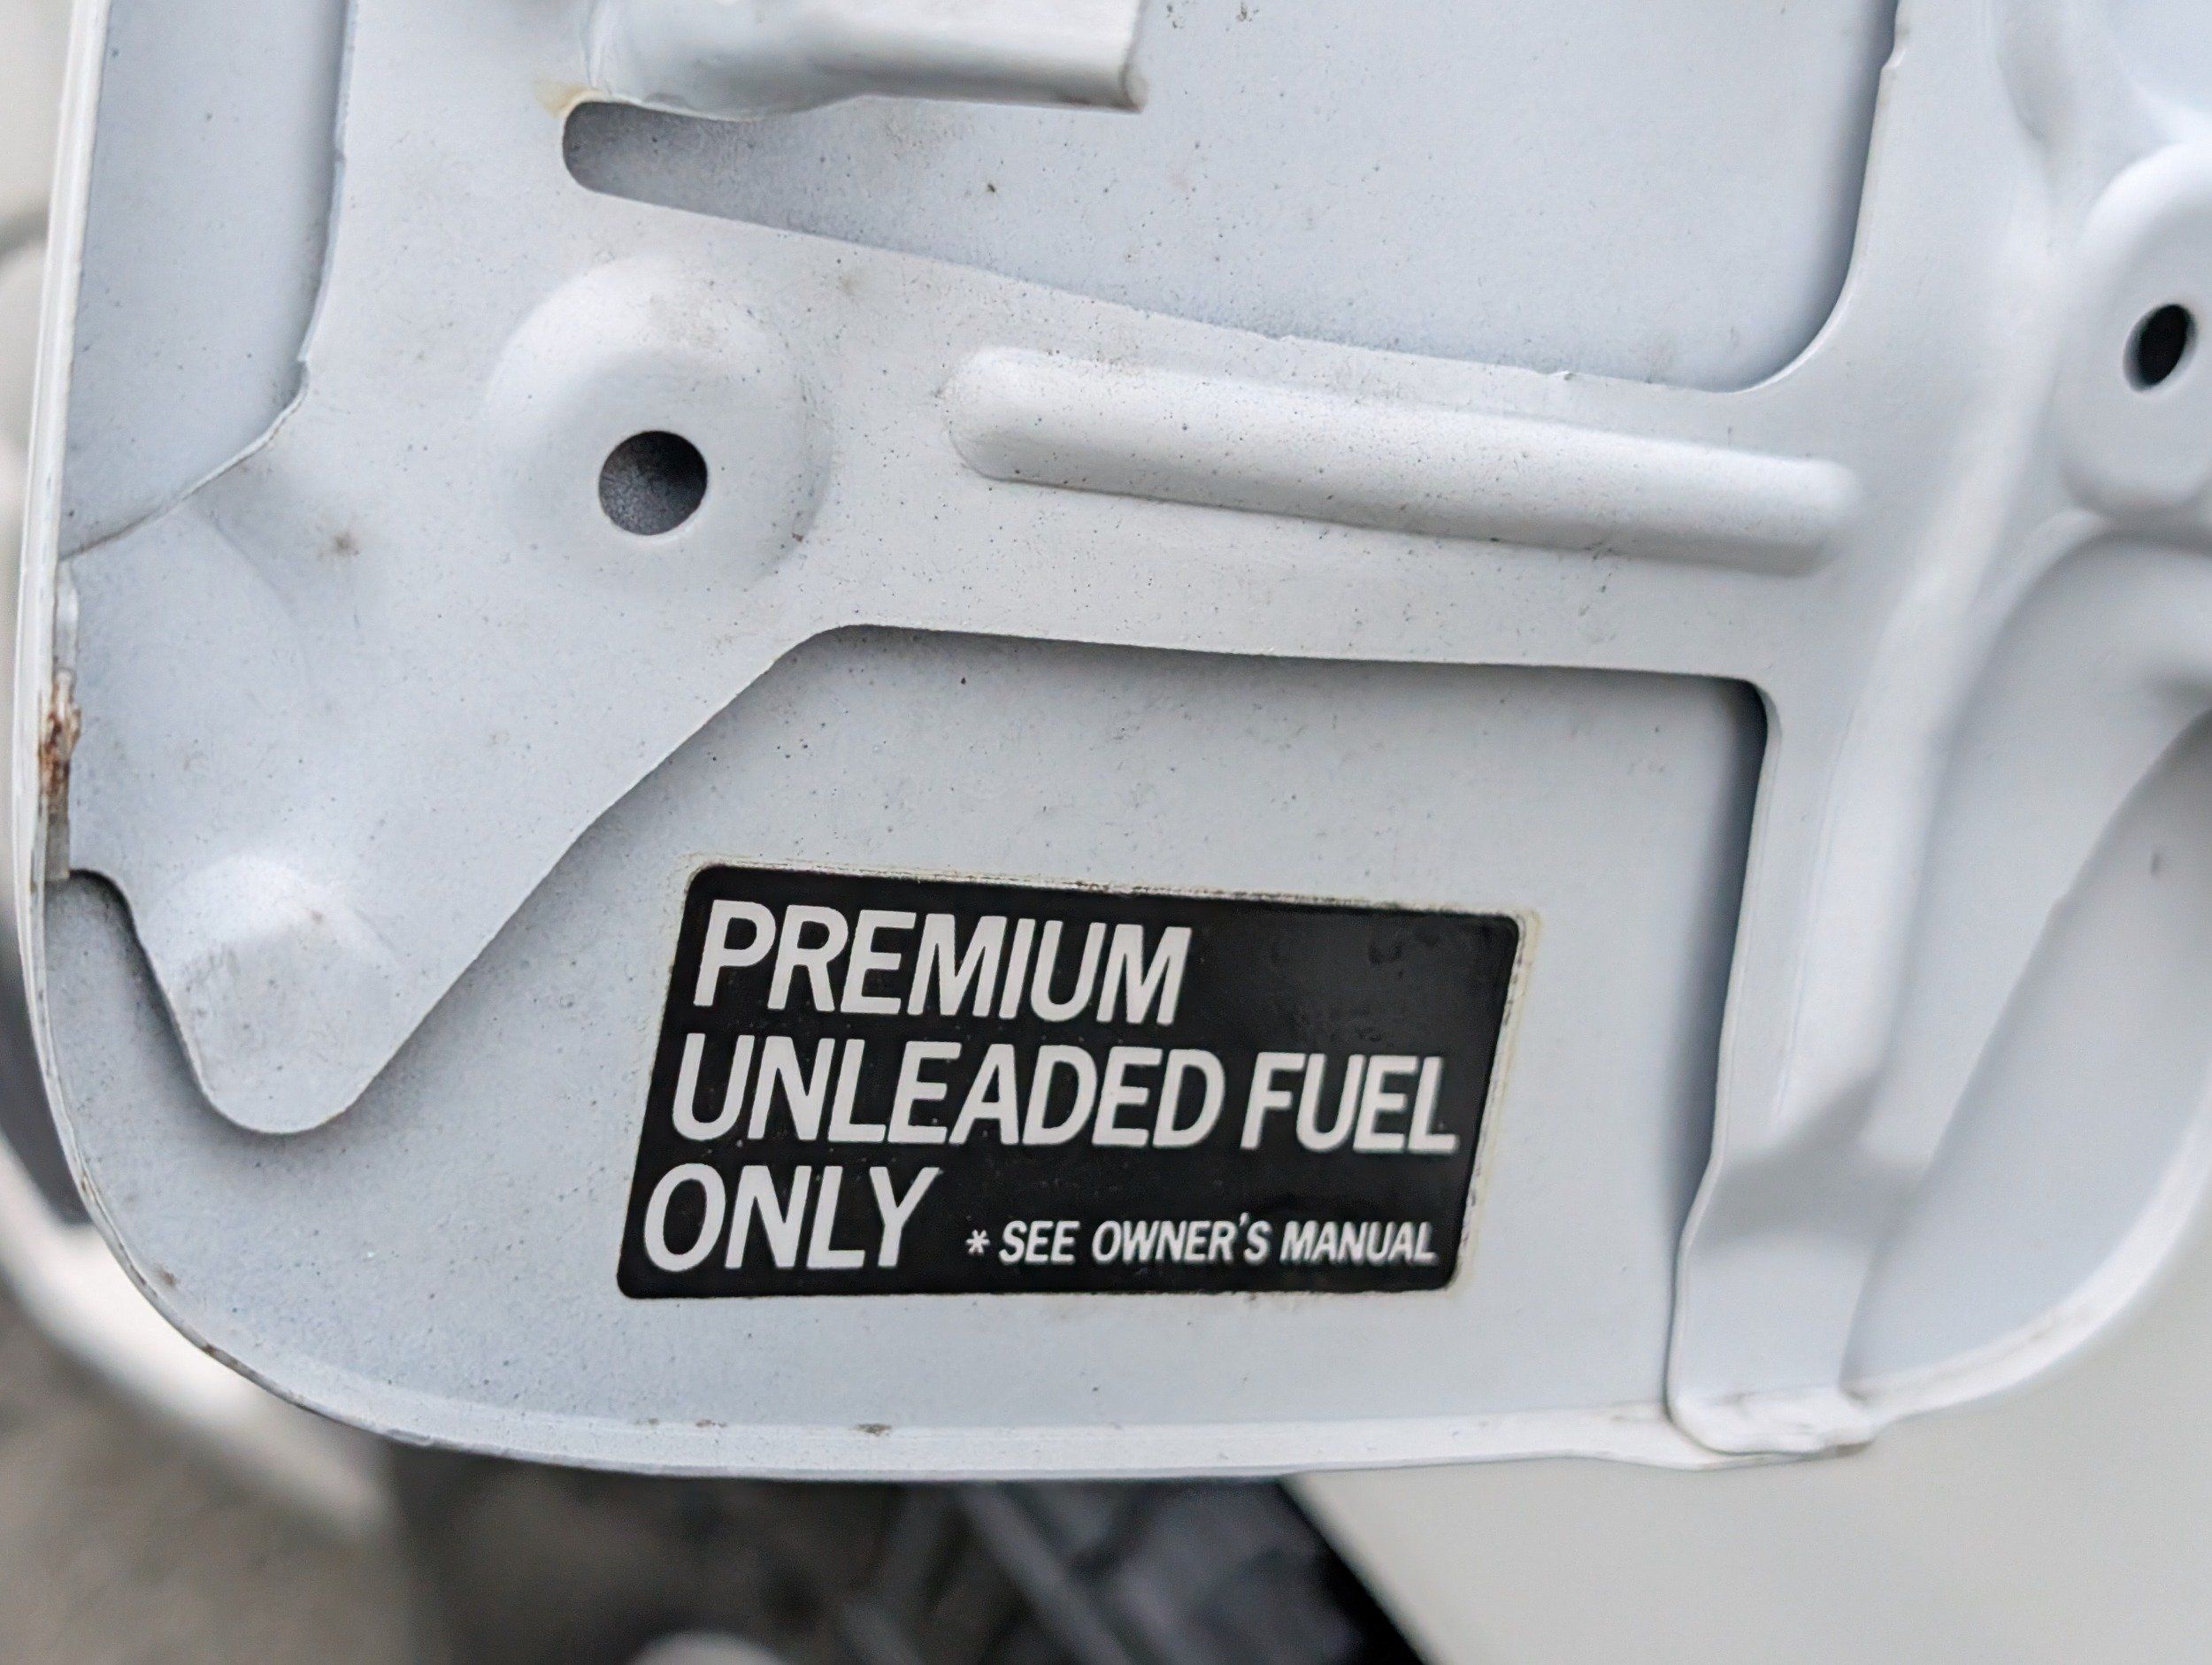 PREMIUM
UNLEADED FUEL
ONLY * SEE OWNER'S MANUAL